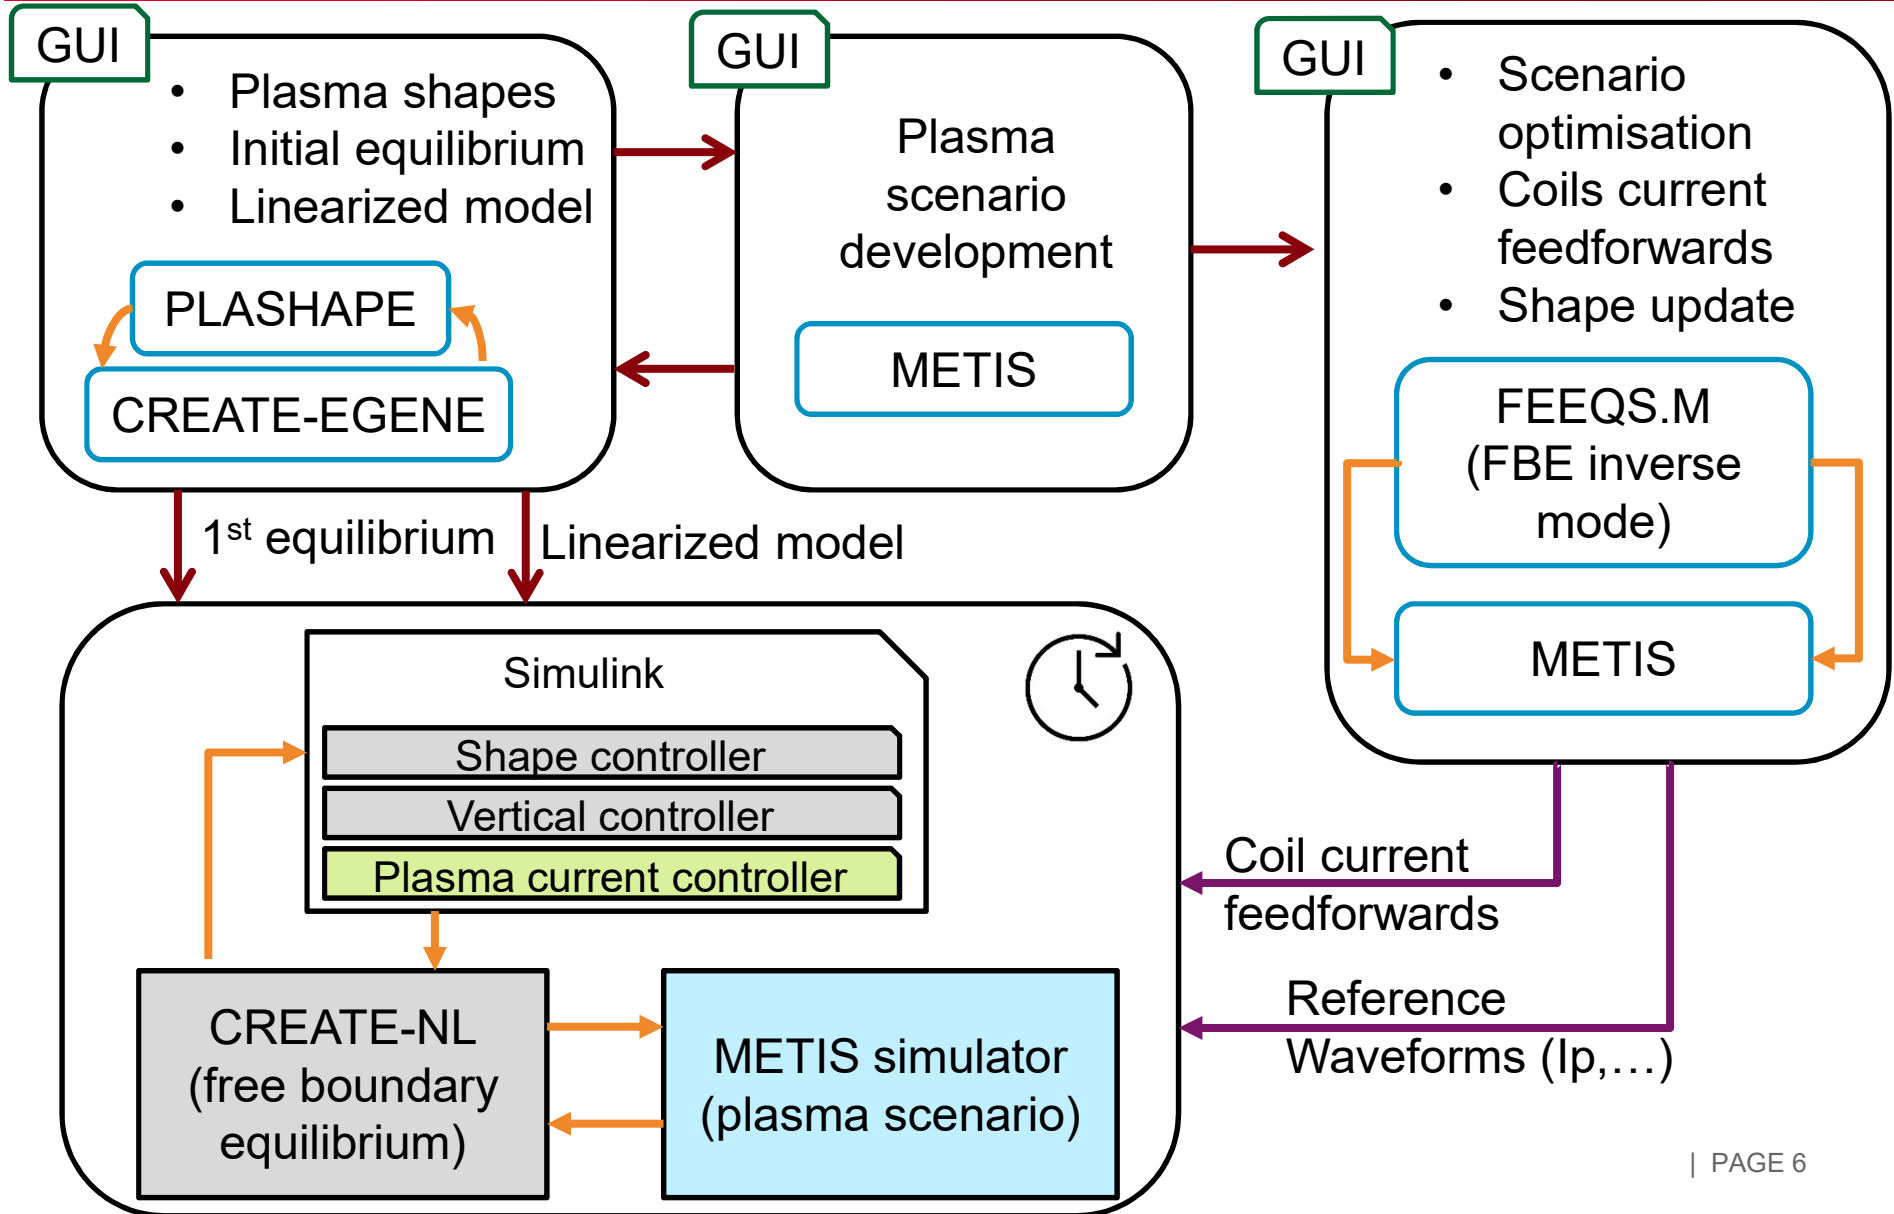 GUI
• Plasma shapes
• Initial equilibrium
• Linearized model
PLASHAPE
CREATE-EGENE
GUI
Plasma
scenario
development
METIS
GUI
• Scenario
optimisation
• Coils current
feedforwards
• Shape update
FEEQS.M
(FBE inverse
mode)
METIS
1st equilibrium
Linearized model
Simulink
Shape controller
Vertical controller
Plasma current controller
CREATE-NL
(free boundary
equilibrium)
METIS simulator
(plasma scenario)
Coil current
feedforwards
Reference
Waveforms (Ip,…)
| PAGE 6